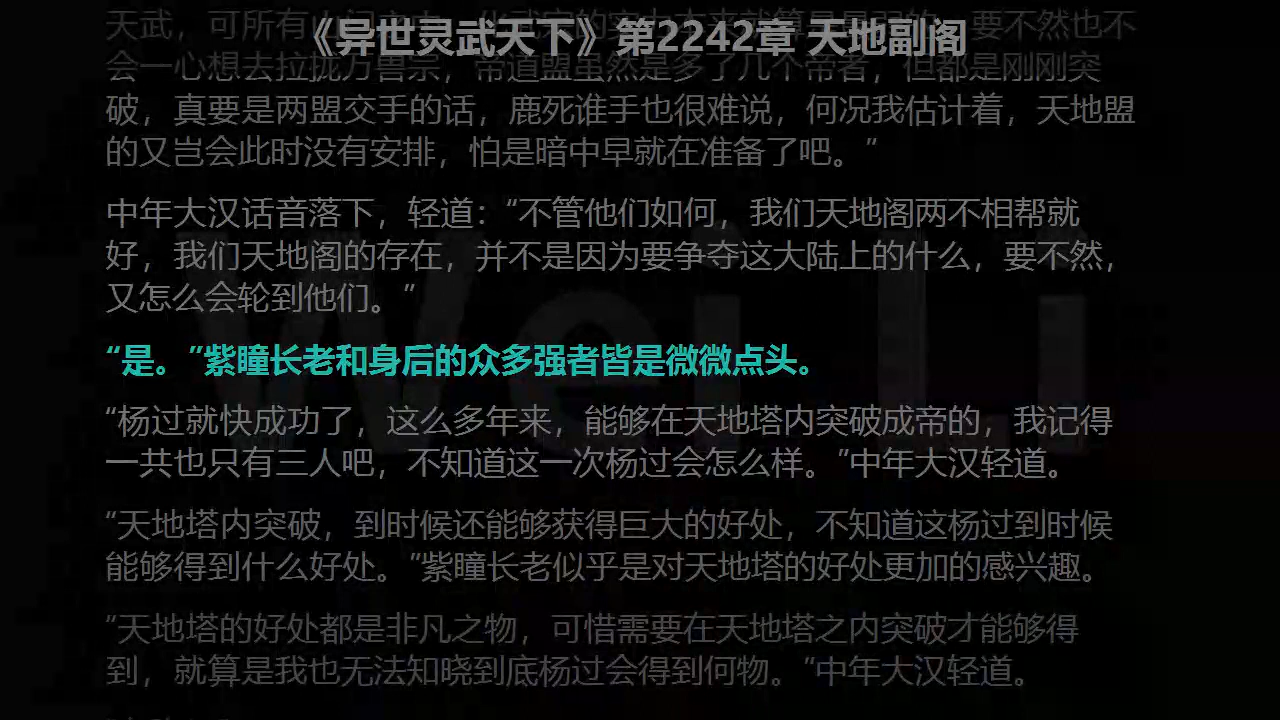 《异世灵武天下》第2242章 天地副阁
天武，可所有
要不然也不
会一心想去拉拢万兽宗，帝道盟虽然是多了几个帝者，但都是刚刚突
破，真要是两盟交手的话，鹿死谁手也很难说，何况我估计着，天地盟
的又岂会此时没有安排，怕是暗中早就在准备了吧。”
中年大汉话音落下，轻道：“不管他们如何，我们天地阁两不相帮就
好，我们天地阁的存在，并不是因为要争夺这大陆上的什么，要不然，
又怎么会轮到他们。”
“是。”紫瞳长老和身后的众多强者皆是微微点头。
“杨过就快成功了，这么多年来，能够在天地塔内突破成帝的，我记得
一共也只有三人吧，不知道这一次杨过会怎么样。”中年大汉轻道。
“天地塔内突破，到时候还能够获得巨大的好处，不知道这杨过到时候
能够得到什么好处。”紫瞳长老似乎是对天地塔的好处更加的感兴趣。
“天地塔的好处都是非凡之物，可惜需要在天地塔之内突破才能够得
到，就算是我也无法知晓到底杨过会得到何物。”中年大汉轻道。
Wei Li